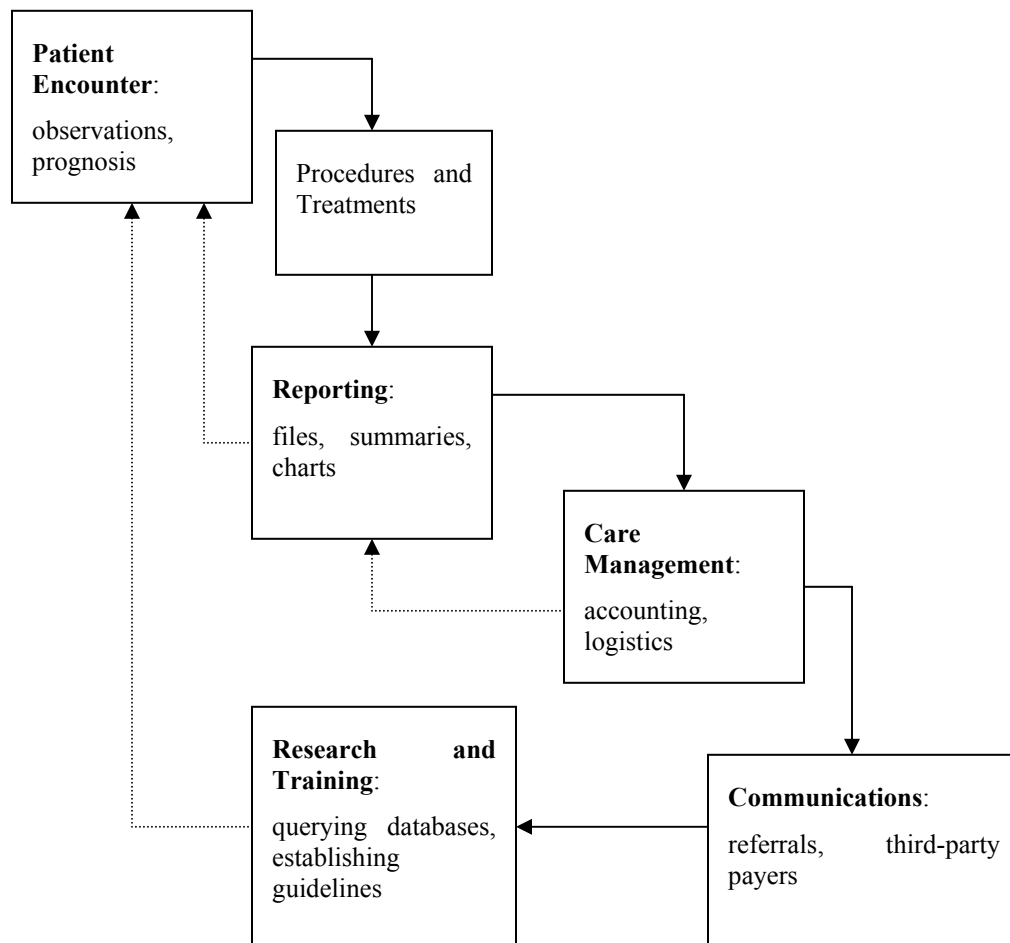 Patient
Encounter:
observations,
prognosis
Procedures and
Treatments
Reporting:
files, summaries,
charts
Care
Management:
accounting,
logistics
Research and
Training:
querying databases,
establishing
guidelines
Communications:
referrals, third-party
payers